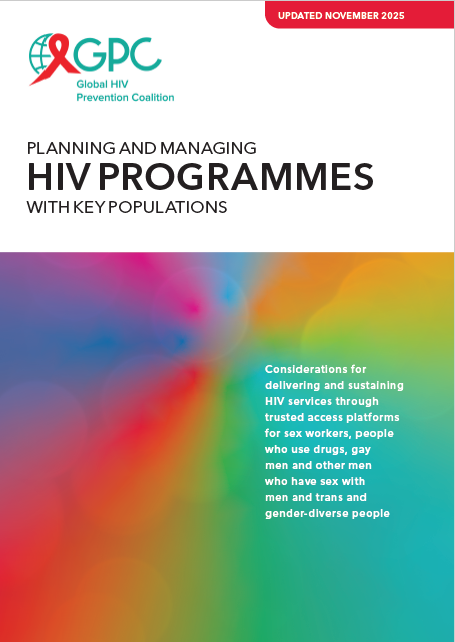 UPDATED NOVEMBER 2025
GPC
Global HIV
Prevention Coalition
PLANNING AND MANAGING
HIV PROGRAMMES
WITH KEY POPULATIONS
Considerations for
delivering and sustaining
HIV services through
trusted access platforms
for sex workers, people
who use drugs, gay
men and other men
who have sex with
men and trans and
gender-diverse people